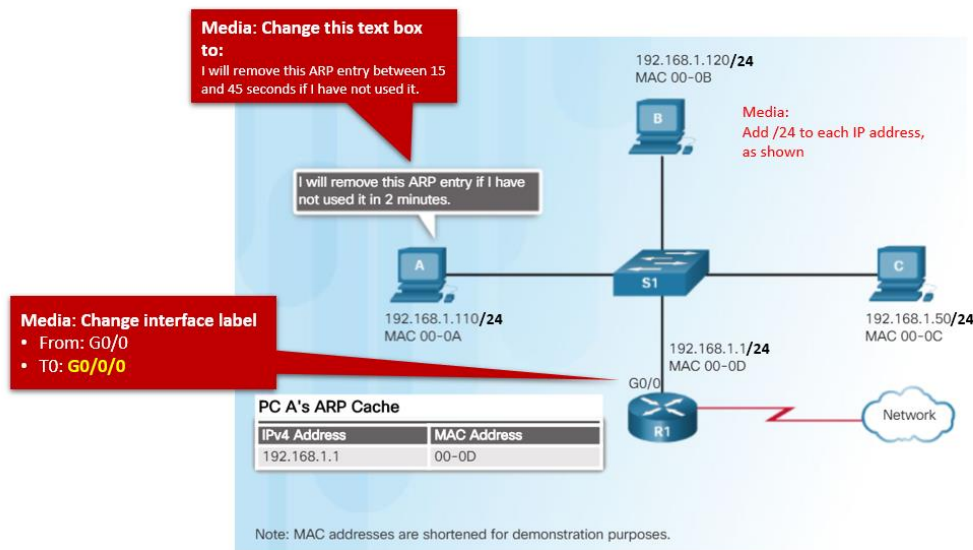 Media: Change this text box
to:
I will remove this ARP entry between 15
and 45 seconds if I have not used it.
192.168.1.120/24
MAC 00-0B
B
Media:
Add /24 to each IP address,
as shown
I will remove this ARP entry if I have
not used it in 2 minutes.
A
S1
C
192.168.1.110/24
MAC 00-0A
192.168.1.50/24
MAC 00-0C
Media: Change interface label
• From: G0/0
• T0: G0/0/0
192.168.1.1/24
MAC 00-0D
G0/0
R1
Network
PC A's ARP Cache
IPv4 Address MAC Address
192.168.1.1 00-0D
Note: MAC addresses are shortened for demonstration purposes.